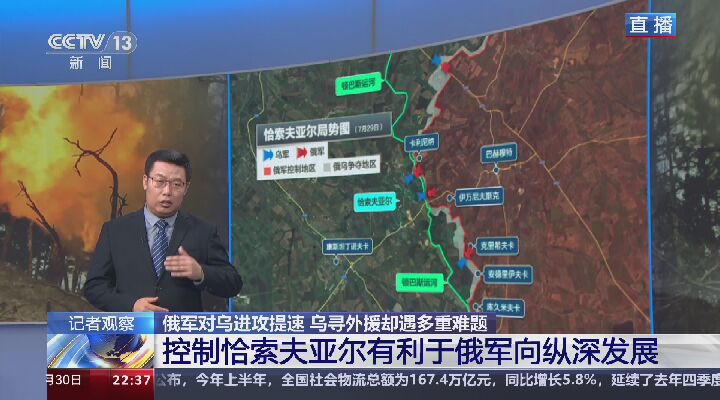 CCTV 13
新闻
直播
顿巴斯运河
恰索夫亚尔局势图(7月29日)
乌军 俄军
俄军控制地区 俄乌争夺地区
卡利尼纳
巴赫穆特
恰索夫亚尔
伊万尼夫斯克
康斯坦丁诺夫卡
克里希夫卡
安德里伊夫卡
顿巴斯运河
库久米夫卡
记者观察
俄军对乌进攻提速 乌寻外援却遇多重难题
控制恰索夫亚尔有利于俄军向纵深发展
月30日 22:37 公布，今年上半年，全国社会物流总额为167.4万亿元，同比增长5.8%，延续了去年四季度